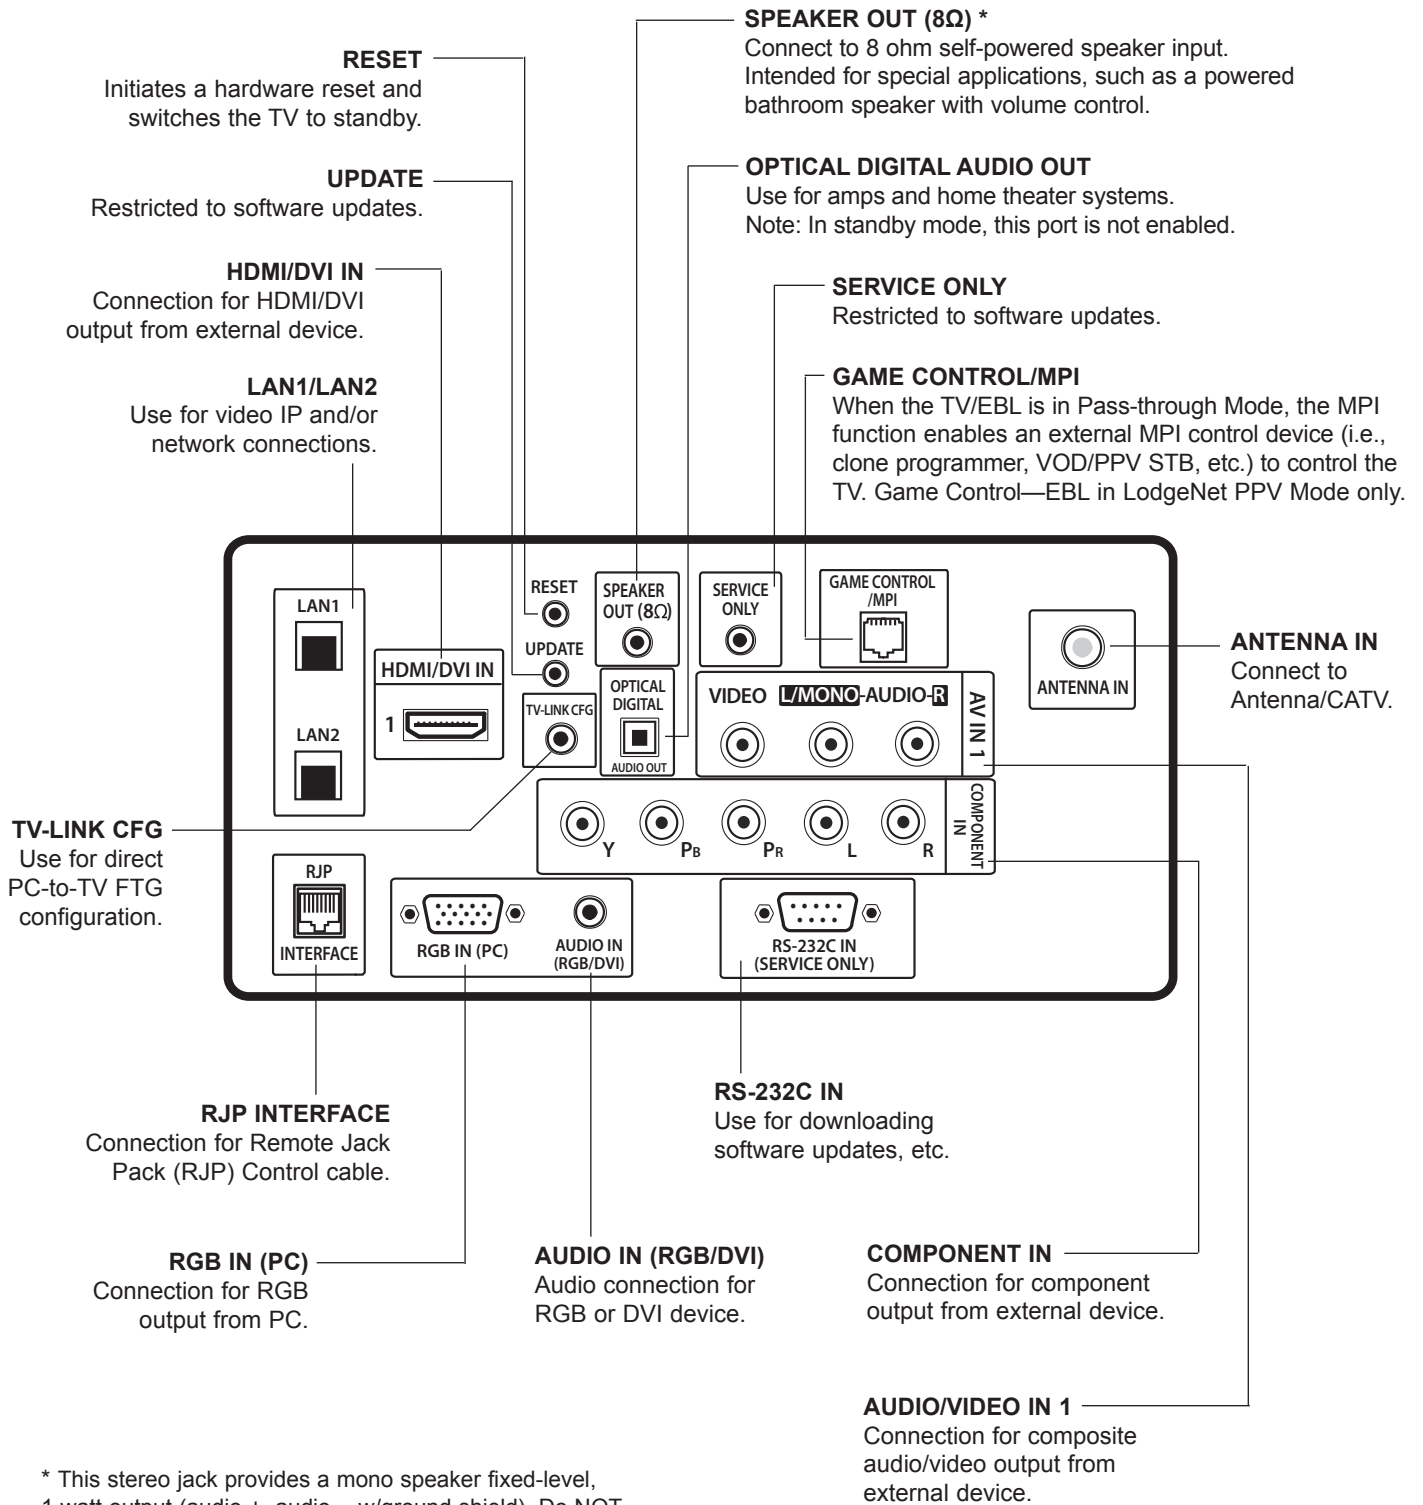 SPEAKER OUT (8Ω) *
Connect to 8 ohm self-powered speaker input.
Intended for special applications, such as a powered
bathroom speaker with volume control.
RESET
Initiates a hardware reset and
switches the TV to standby.
OPTICAL DIGITAL AUDIO OUT
Use for amps and home theater systems.
Note: In standby mode, this port is not enabled.
UPDATE
Restricted to software updates.
HDMI/DVI IN
Connection for HDMI/DVI
output from external device.
SERVICE ONLY
Restricted to software updates.
LAN1/LAN2
Use for video IP and/or
network connections.
GAME CONTROL/MPI
When the TV/EBL is in Pass-through Mode, the MPI
function enables an external MPI control device (i.e.,
clone programmer, VOD/PPV STB, etc.) to control the
TV. Game Control—EBL in LodgeNet PPV Mode only.
LAN1
LAN2
HDMI/DVI IN
1
RESET
UPDATE
TV-LINK CFG
SPEAKER
OUT (8Ω)
OPTICAL
DIGITAL
AUDIO OUT
SERVICE
ONLY
GAME CONTROL
/MPI
VIDEO L/MONO-AUDIO-R
AV IN 1
ANTENNA IN
ANTENNA IN
Connect to
Antenna/CATV.
Y PB PR L R
COMPONENT
IN
TV-LINK CFG
Use for direct
PC-to-TV FTG
configuration.
RJP
INTERFACE
RGB IN (PC)
AUDIO IN
(RGB/DVI)
RS-232C IN
(SERVICE ONLY)
RJP INTERFACE
Connection for Remote Jack
Pack (RJP) Control cable.
RS-232C IN
Use for downloading
software updates, etc.
RGB IN (PC)
Connection for RGB
output from PC.
AUDIO IN (RGB/DVI)
Audio connection for
RGB or DVI device.
COMPONENT IN
Connection for component
output from external device.
AUDIO/VIDEO IN 1
Connection for composite
audio/video output from
external device.
* This stereo jack provides a mono speaker fixed-level,
1 watt output (audio +, audio – w/ground shield). Do NOT